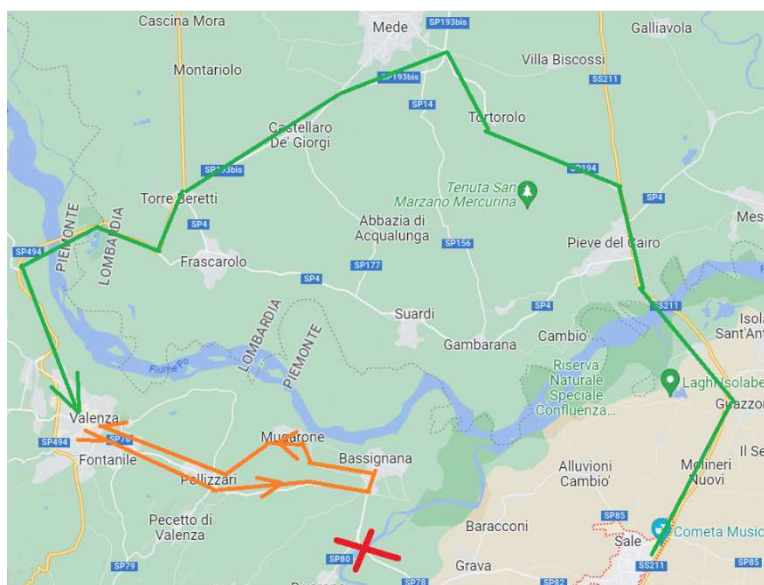 Cascina Mora
SP193bis
Galliavola
Mede
Villa Biscossi
Montariolo
SP193bis
SS211
SP14
Tortorolo
Castellaro
De' Giorgi
SP193bis
SP194
Tenuta San
Marzano Mercurina
SP4
Torre Beretti
Mes
PIEMONTE
LOMBARDIA
SP4
Abbazia di
Acqualunga
Pieve del Cairo
SP494
Frascarolo
SP156
SP177
SP4
SP4
SS211
Suardi
Isola
Sant'An
LOMBARDIA
PIEMONTE
Gambarana
Cambio
Fiume Po
Riserva
Naturale
Speciale
Confluenza...
Laghi Isolabe
Guazzo
Valenza
SP494
SP78
Mugarone
Fontanile
Bassignana
Il Se
Pellizzari
Alluvioni
Cambio'
Molineri
Nuovi
Pecetto di
Valenza
SP85
SP85
Baracconi
Cometa Music
Sale
SP80
SP79
Grava
SS211
SP78
SP82